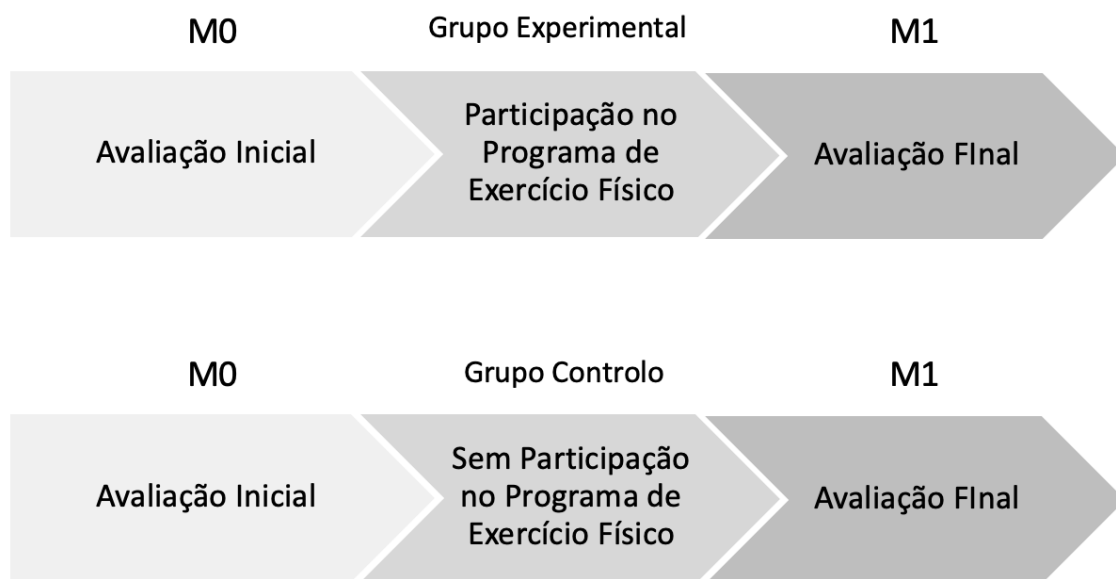 M0 Grupo Experimental M1
Avaliação Inicial
Participação no
Programa de
Exercício Físico
Avaliação FInal
M0 Grupo Controlo M1
Avaliação Inicial
Sem Participação
no Programa de
Exercício Físico
Avaliação FInal